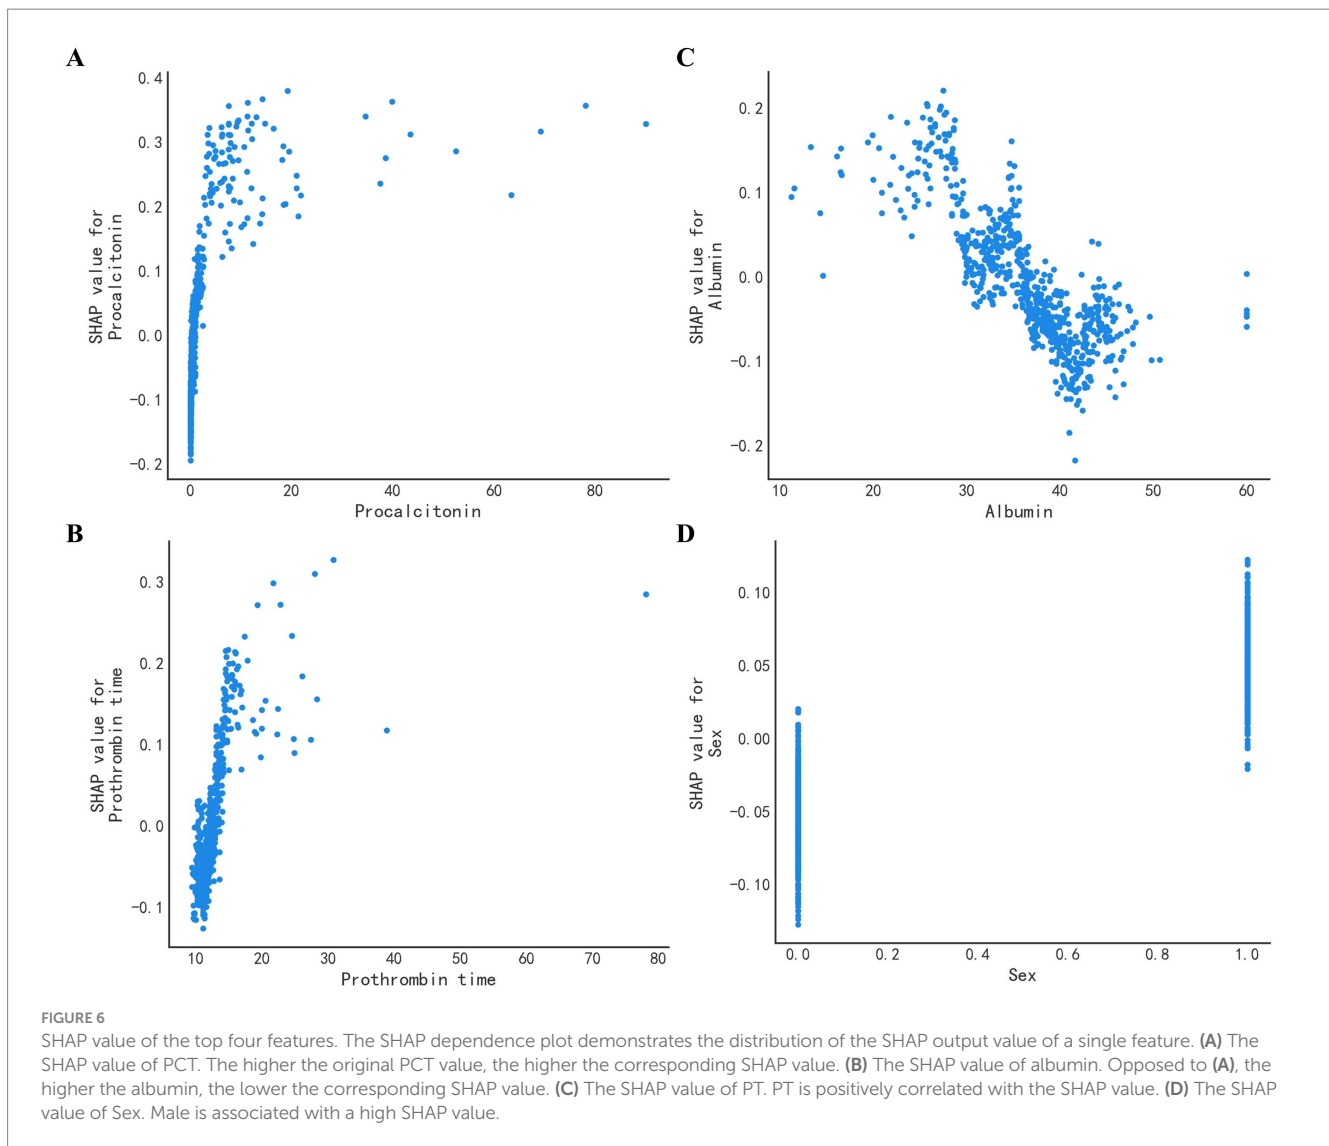 A
0.4
0.3
0.2
0.1
0.0
−0.1
−0.2
SHAP value for
Procalcitonin
0 20 40 60 80
Procalcitonin
C
0.2
0.1
0.0
−0.1
−0.2
SHAP value for
Albumin
10 20 30 40 50 60
Albumin
B
0.3
0.2
0.1
0.0
−0.1
SHAP value for
Prothrombin time
10 20 30 40 50 60 70 80
Prothrombin time
D
0.10
0.05
0.00
−0.05
−0.10
SHAP value for
Sex
0.0 0.2 0.4 0.6 0.8 1.0
Sex
FIGURE 6
SHAP value of the top four features. The SHAP dependence plot demonstrates the distribution of the SHAP output value of a single feature. (A) The
SHAP value of PCT. The higher the original PCT value, the higher the corresponding SHAP value. (B) The SHAP value of albumin. Opposed to (A), the
higher the albumin, the lower the corresponding SHAP value. (C) The SHAP value of PT. PT is positively correlated with the SHAP value. (D) The SHAP
value of Sex. Male is associated with a high SHAP value.